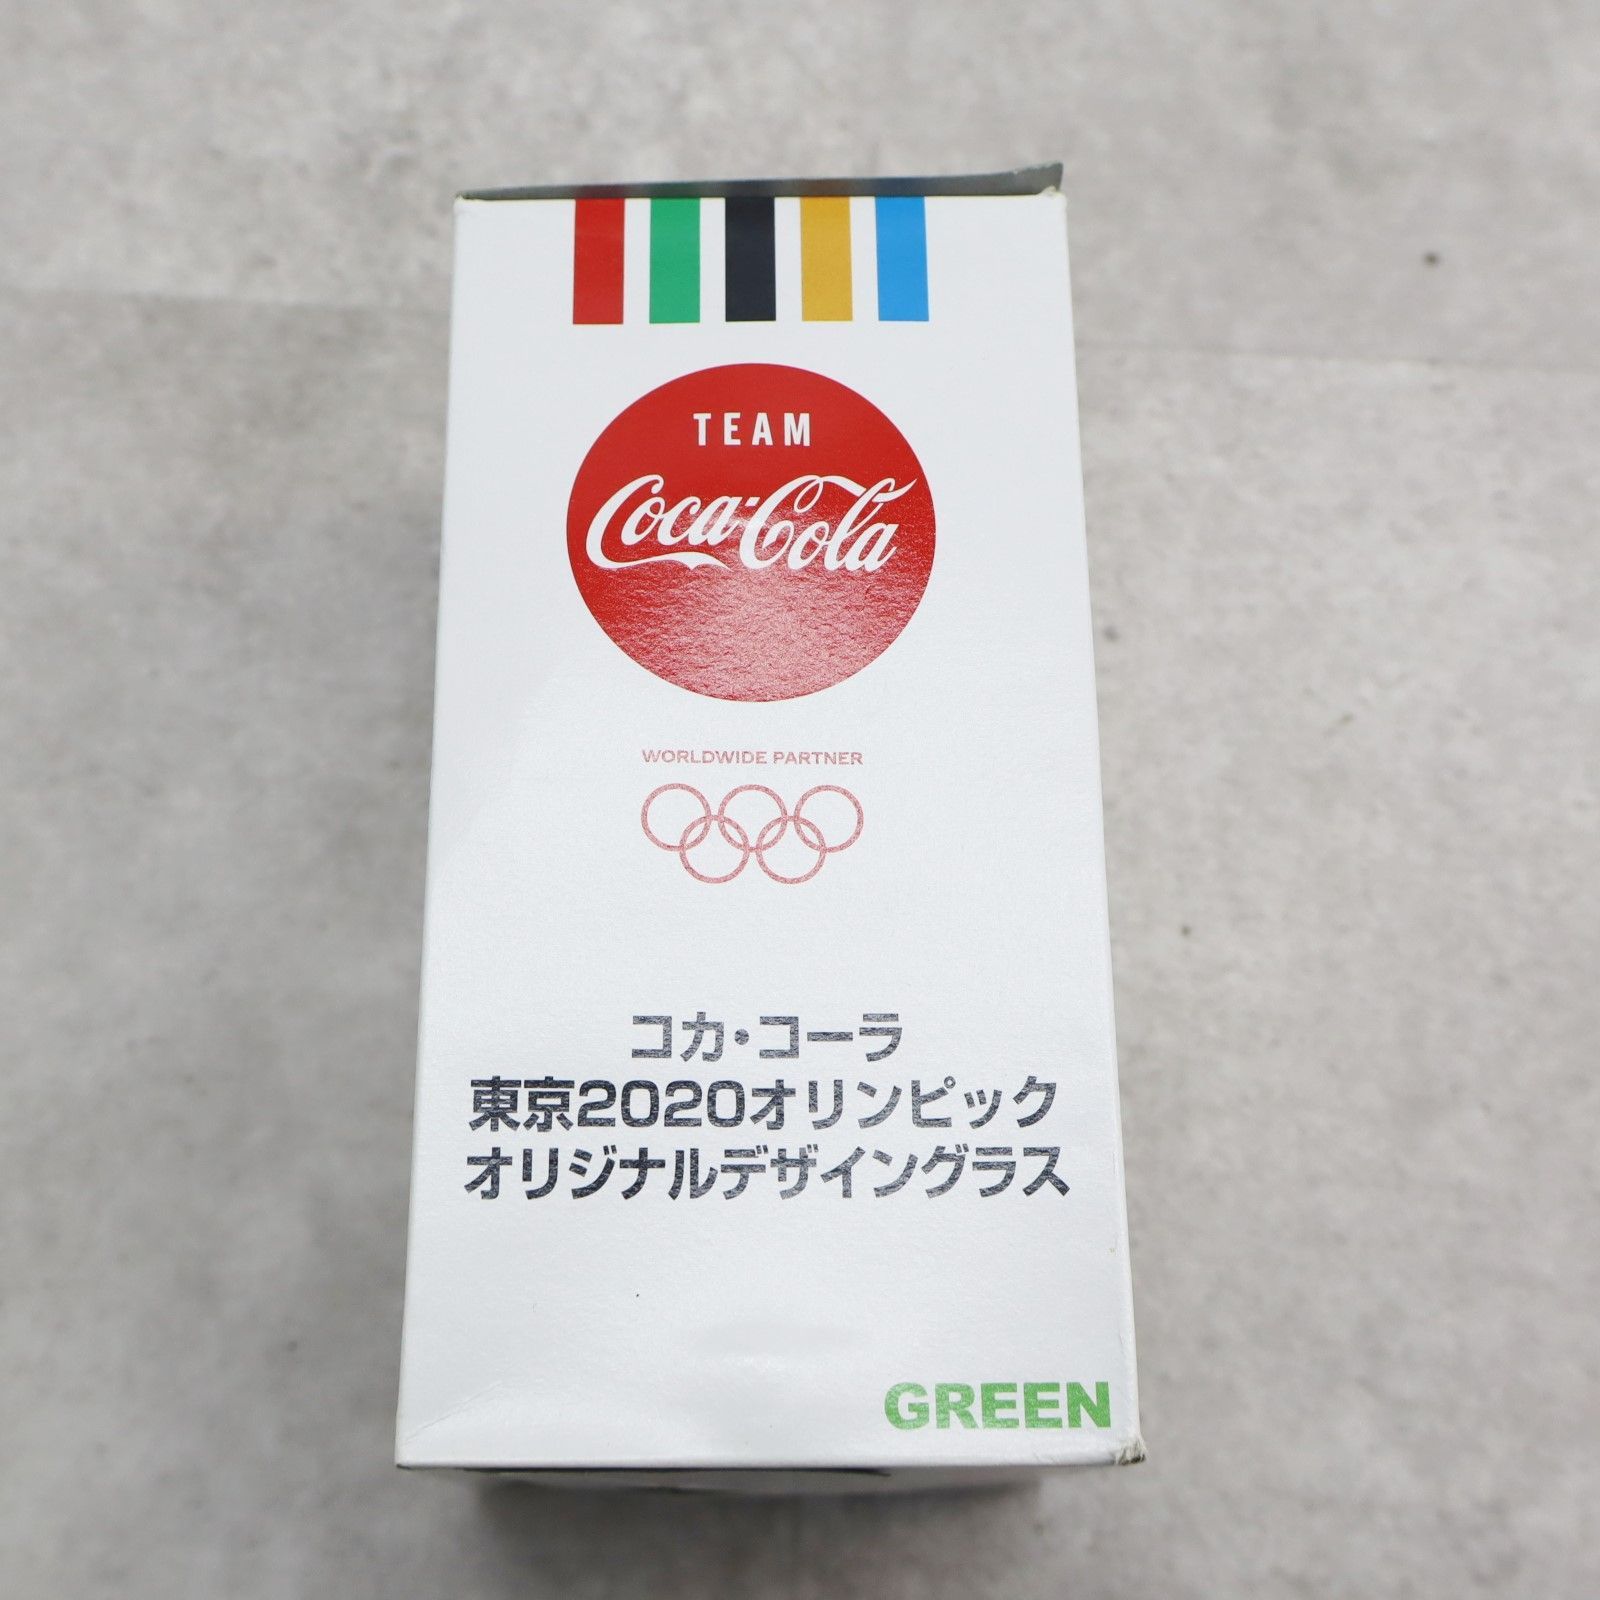 TEAM
Coca-Cola
WORLDWIDE PARTNER
コカ・コーラ
東京2020オリンピック
オリジナルデザイングラス
GREEN